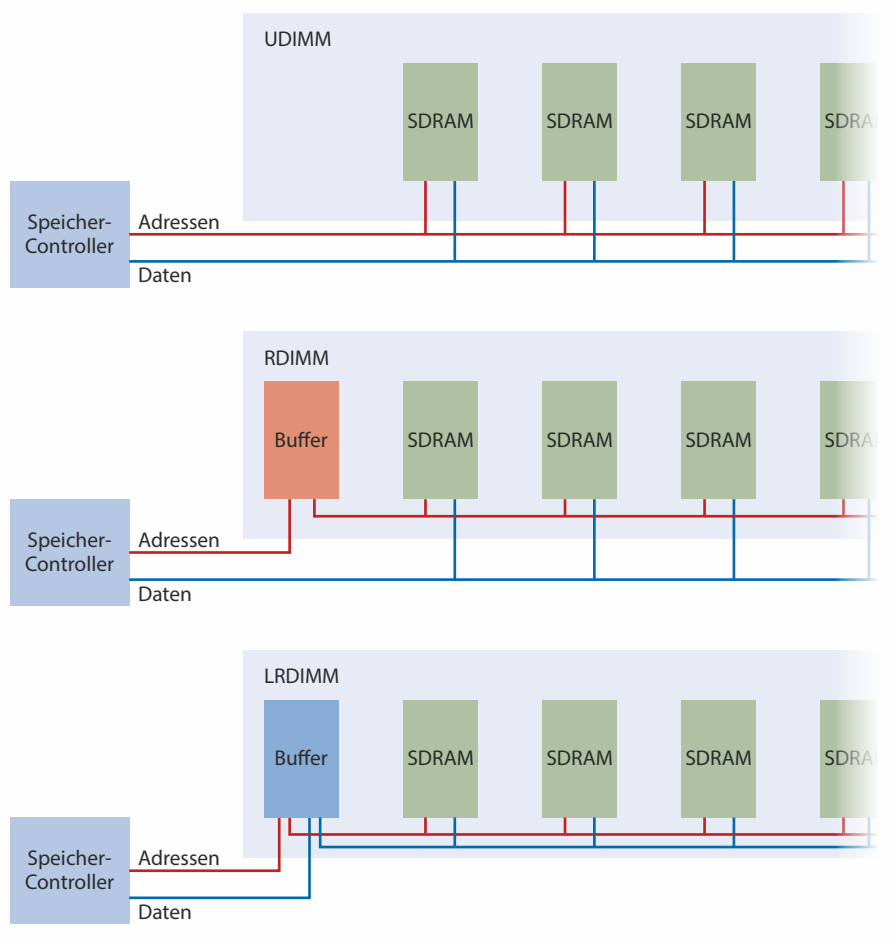 UDIMM
SDRAM SDRAM SDRAM
Speicher-
Controller
Adressen
Daten
RDIMM
Buffer SDRAM SDRAM SDRAM
Speicher-
Controller
Adressen
Daten
LRDIMM
Buffer SDRAM SDRAM SDRAM
Speicher-
Controller
Adressen
Daten